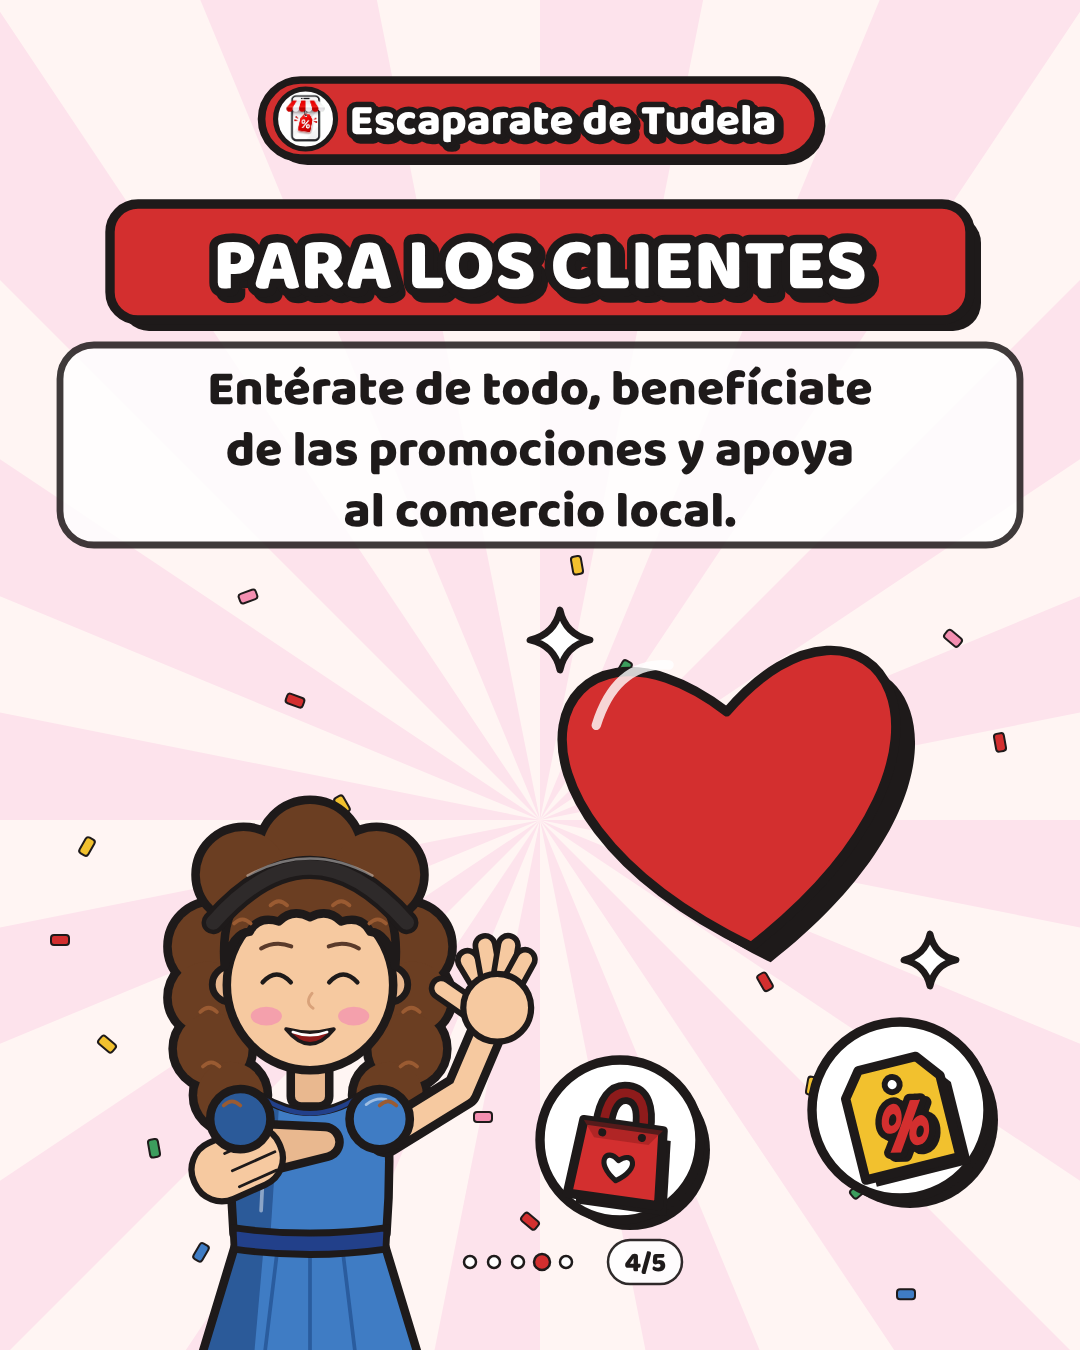 %
Escaparate de Tudela
PARA LOS CLIENTES
Entérate de todo, benefíciate
de las promociones y apoya
al comercio local.
%
4/5